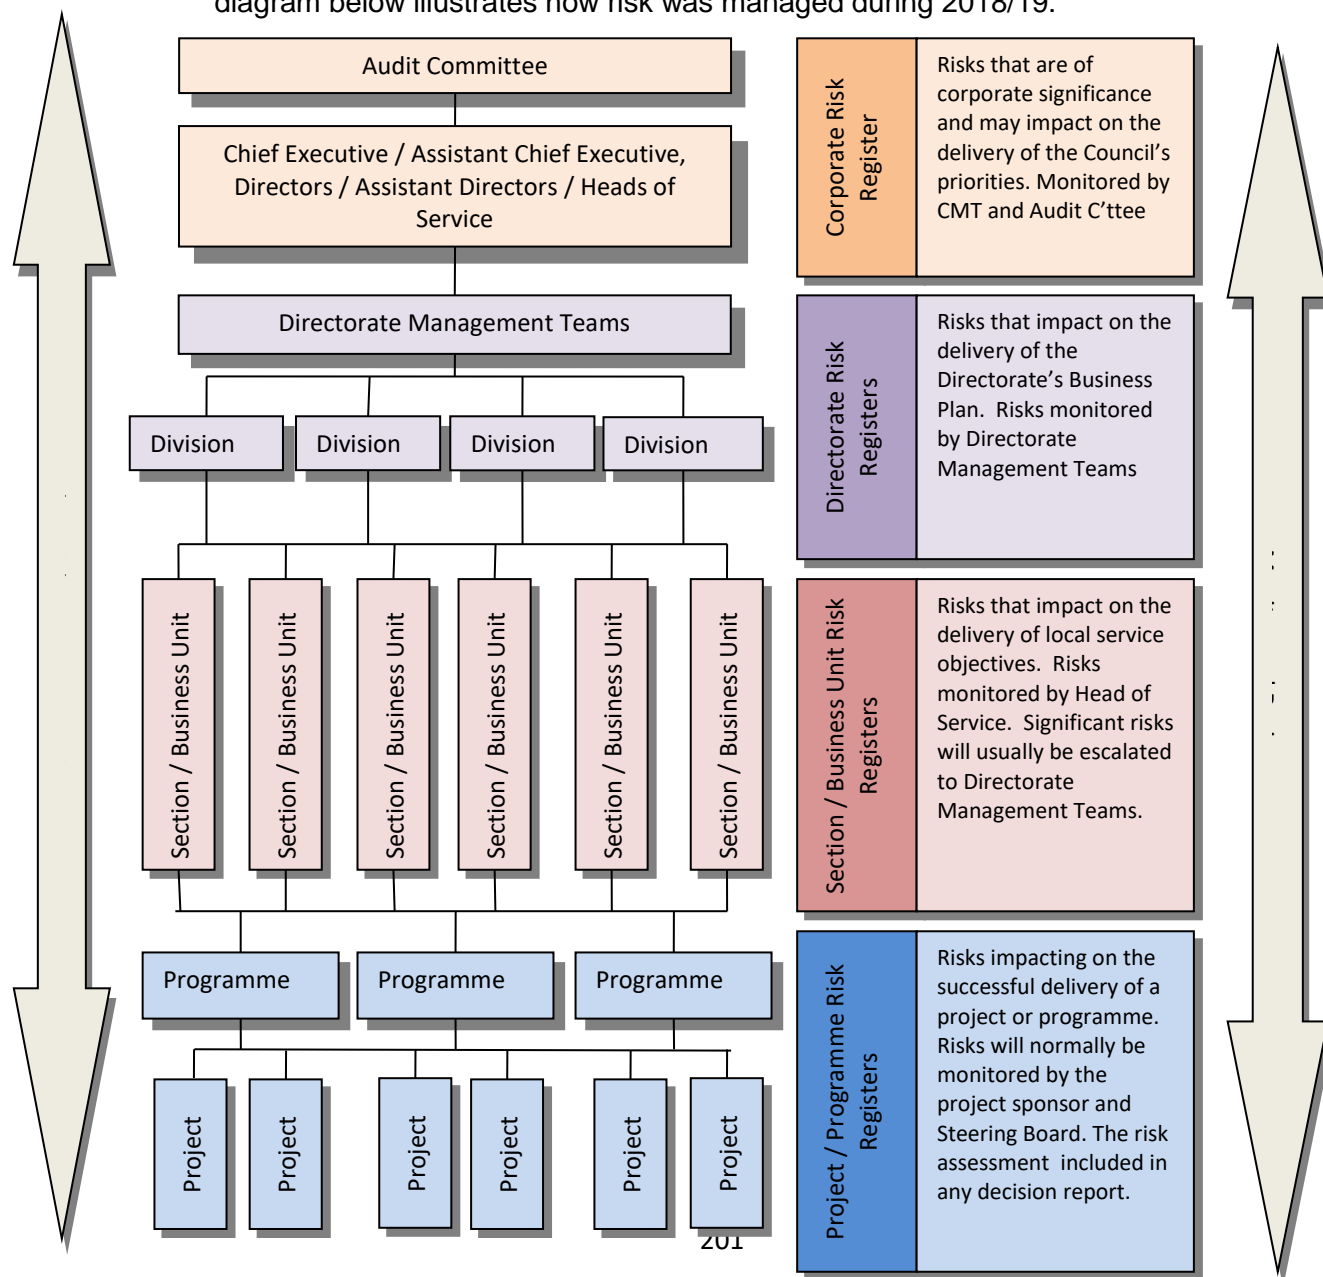 diagram below illustrates how risk was managed during 2018/19.
Audit Committee
Chief Executive / Assistant Chief Executive,
Directors / Assistant Directors / Heads of
Service
Corporate Risk
Register
Risks that are of
corporate significance
and may impact on the
delivery of the Council’s
priorities. Monitored by
CMT and Audit C’ttee
Directorate Management Teams
Division
Division
Division
Division
Directorate Risk
Registers
Risks that impact on the
delivery of the
Directorate’s Business
Plan.  Risks monitored
by Directorate
Management Teams
Section / Business Unit
Section / Business Unit
Section / Business Unit
Section / Business Unit
Section / Business Unit
Section / Business Unit
Section / Business Unit Risk
Registers
Risks that impact on the
delivery of local service
objectives.  Risks
monitored by Head of
Service.  Significant risks
will usually be escalated
to Directorate
Management Teams.
Programme
Programme
Programme
Project
Project
Project
Project
Project
Project
Project / Programme Risk
Registers
Risks impacting on the
successful delivery of a
project or programme.
Risks will normally be
monitored by the
project sponsor and
Steering Board. The risk
assessment  included in
any decision report.
201